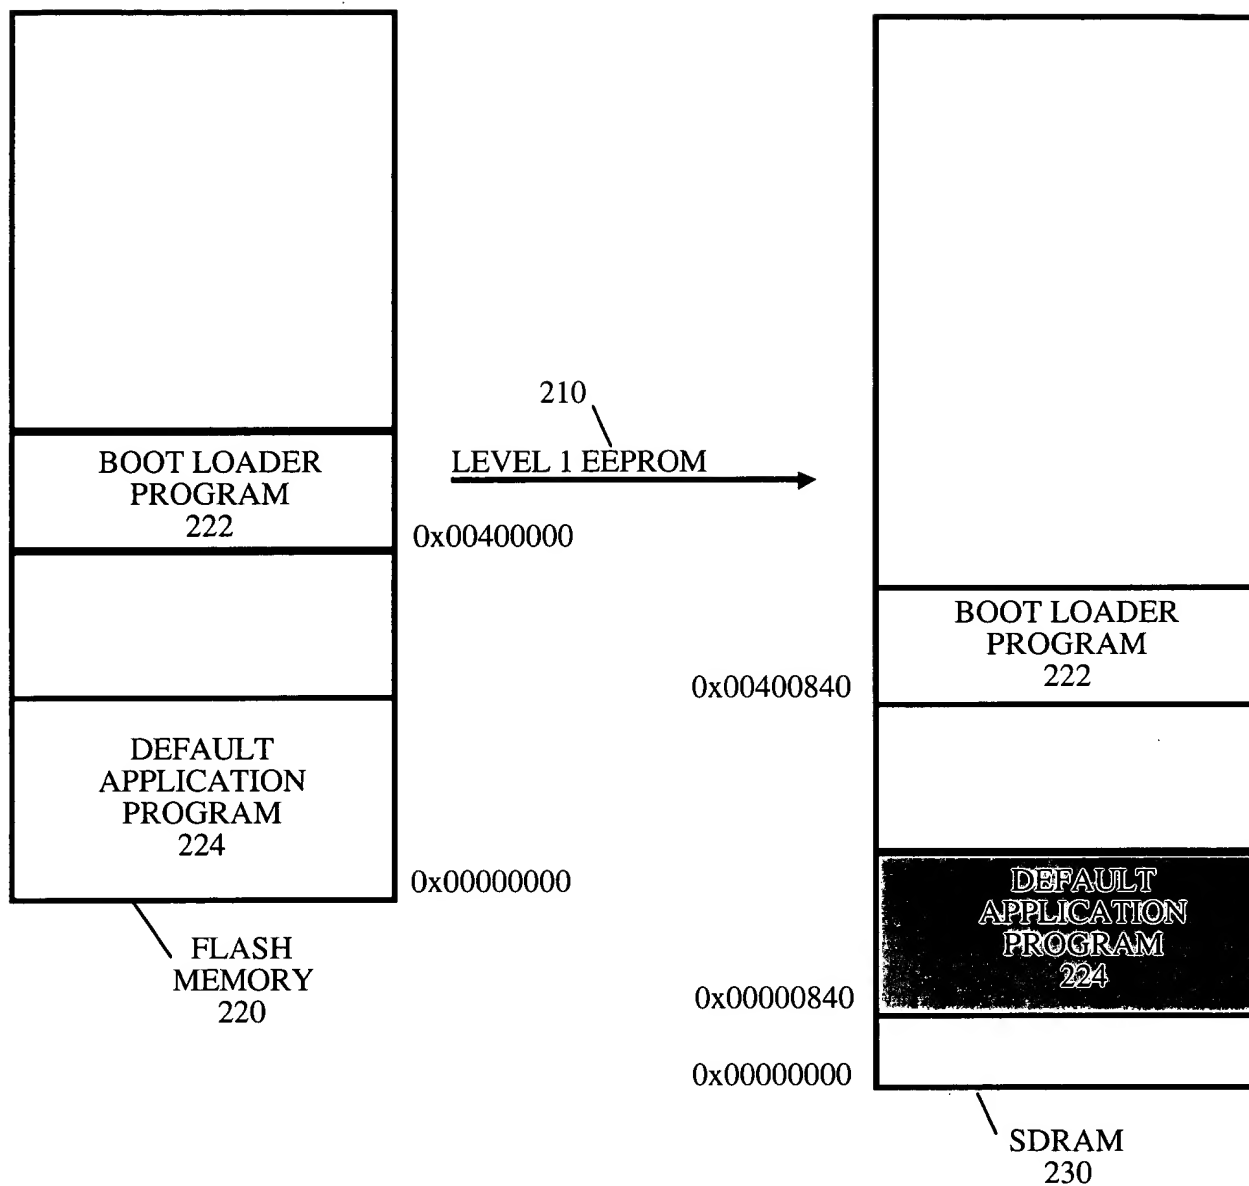 210
LEVEL 1 EEPROM
BOOT LOADER
PROGRAM
222
0x00400000
DEFAULT
APPLICATION
PROGRAM
224
0x00000000
FLASH
MEMORY
220
BOOT LOADER
PROGRAM
222
0x00400840
DEFAULT
APPLICATION
PROGRAM
224
0x00000840
0x00000000
SDRAM
230